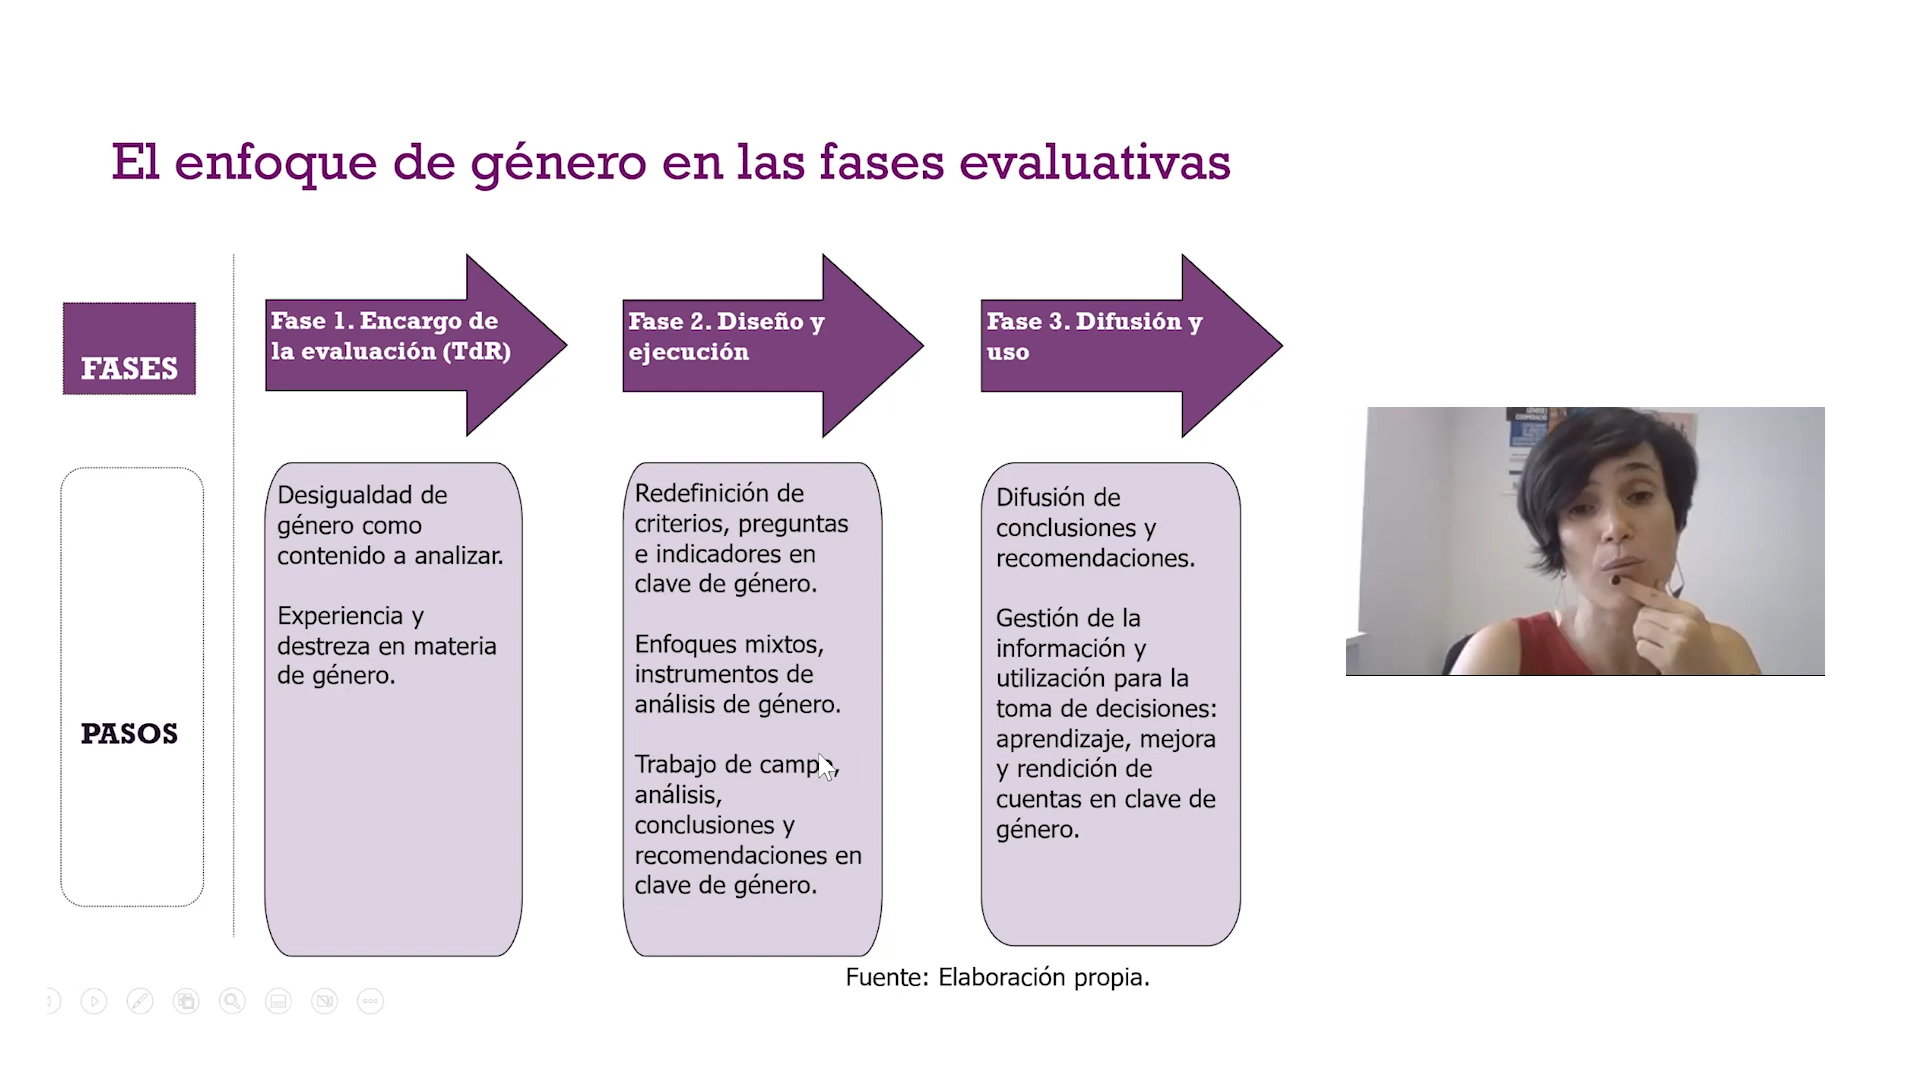 El enfoque de género en las fases evaluativas
FASES
Fase 1. Encargo de
la evaluación (TdR)
Fase 2. Diseño y
ejecución
Fase 3. Difusión y
uso
PASOS
Desigualdad de
género como
contenido a analizar.
Experiencia y
destreza en materia
de género.
Redefinición de
criterios, preguntas
e indicadores en
clave de género.
Enfoques mixtos,
instrumentos de
análisis de género.
Trabajo de campo,
análisis,
conclusiones y
recomendaciones en
clave de género.
Difusión de
conclusiones y
recomendaciones.
Gestión de la
información y
utilización para la
toma de decisiones:
aprendizaje, mejora
y rendición de
cuentas en clave de
género.
Fuente: Elaboración propia.